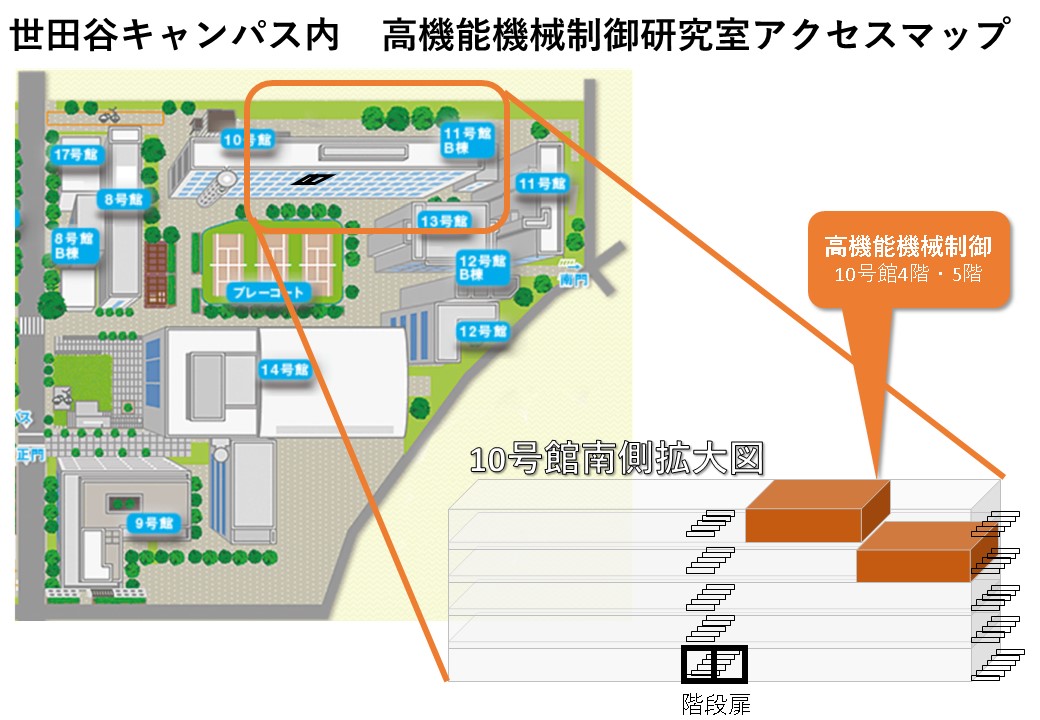 世田谷キャンパス内　高機能機械制御研究室アクセスマップ
10号館
11号館
B棟
17号館
11号館
8号館
13号館
8号館
B棟
12号館
B棟
南門
プレーコート
12号館
14号館
正門
9号館
高機能機械制御
10号館4階・5階
10号館南側拡大図
階段扉